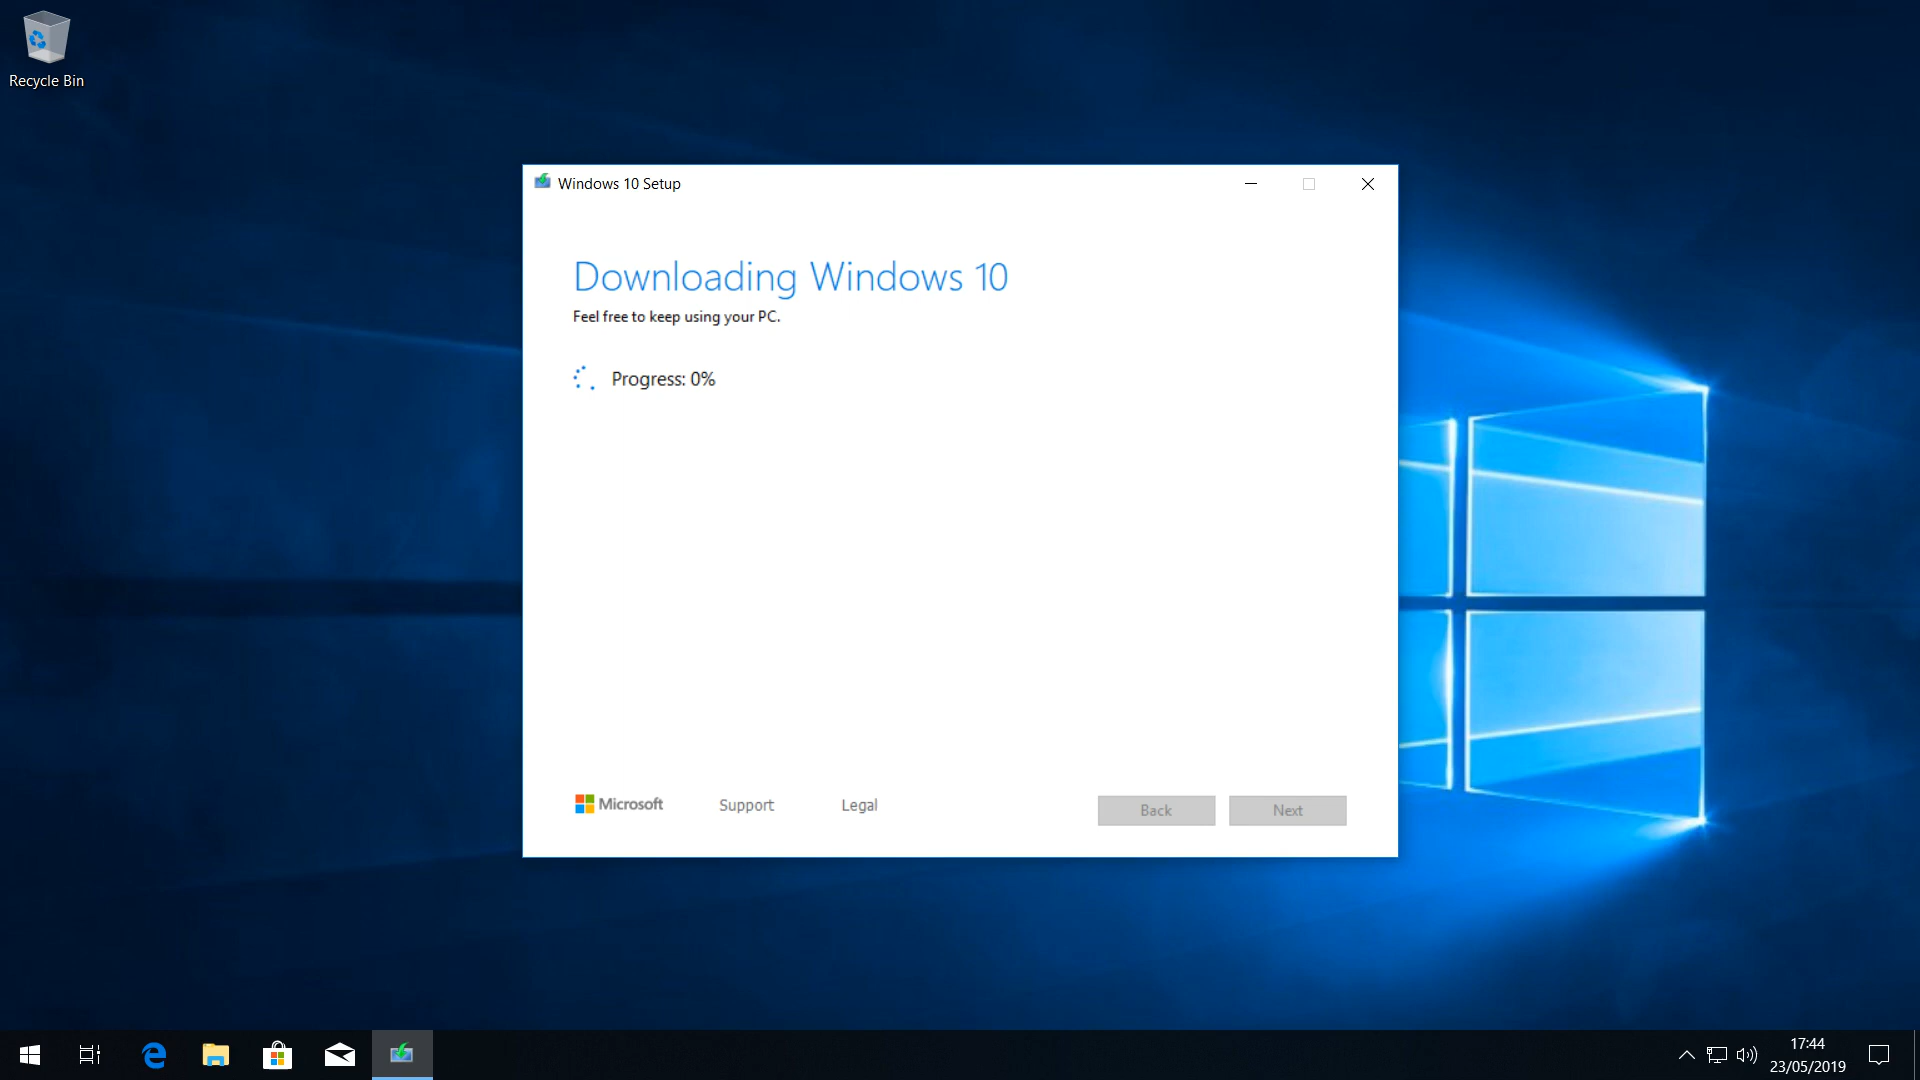 Recycle Bin
Windows 10 Setup
Downloading Windows 10
Feel free to keep using your PC.
Progress: 0%
Microsoft
Support
Legal
Back
Next
17:44
23/05/2019